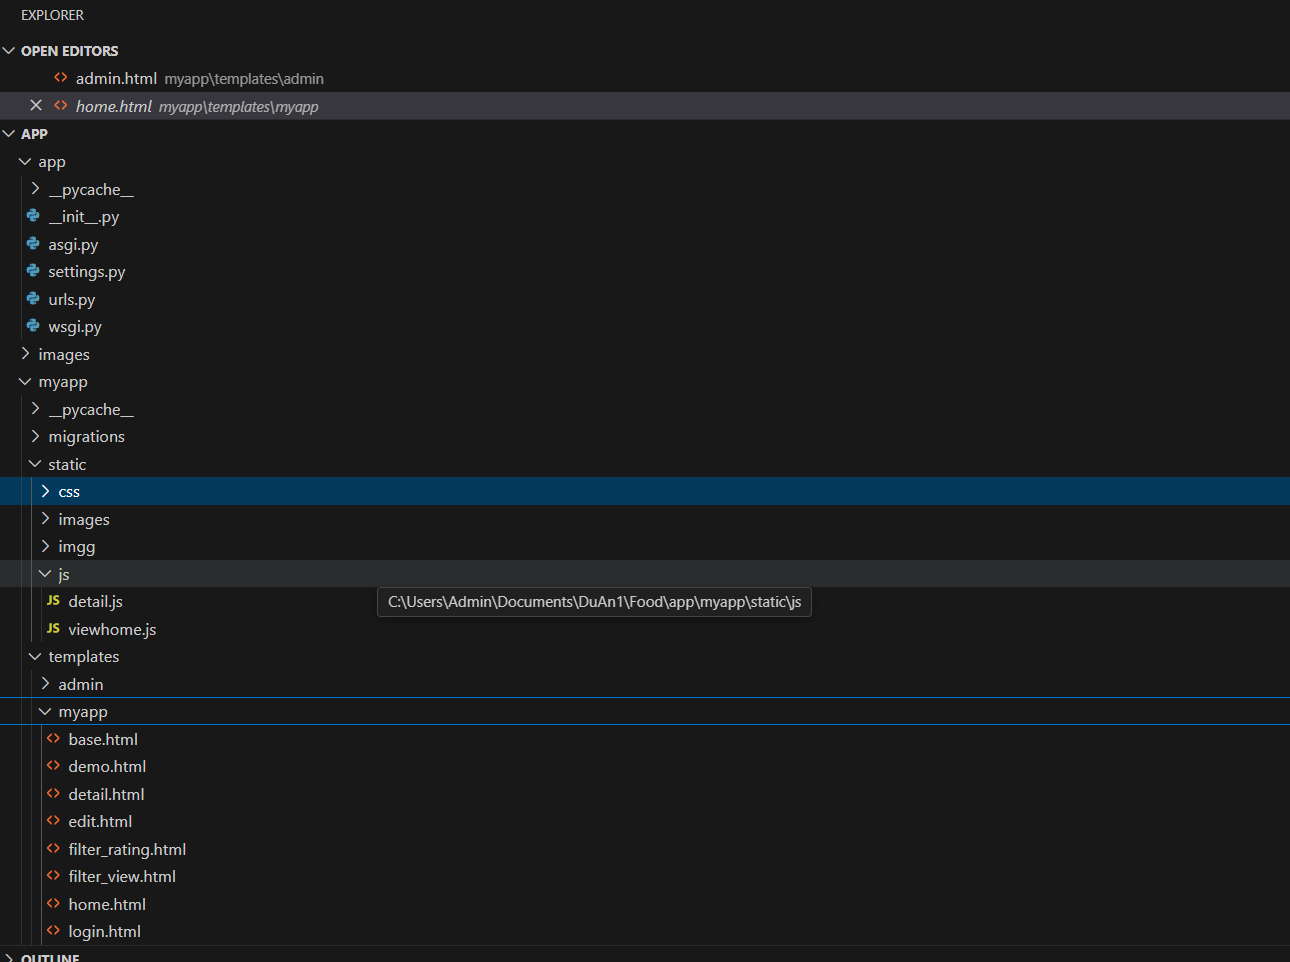 EXPLORER
OPEN EDITORS
admin.html myapp\templates\admin
home.html myapp\templates\myapp
APP
app
__pycache__
__init__.py
asgi.py
settings.py
urls.py
wsgi.py
images
myapp
__pycache__
migrations
static
css
images
imgg
js
JS detail.js
C:\Users\Admin\Documents\DuAn1\Food\app\myapp\static\js
JS viewhome.js
templates
admin
myapp
base.html
demo.html
detail.html
edit.html
filter_rating.html
filter_view.html
home.html
login.html
OUTLINE